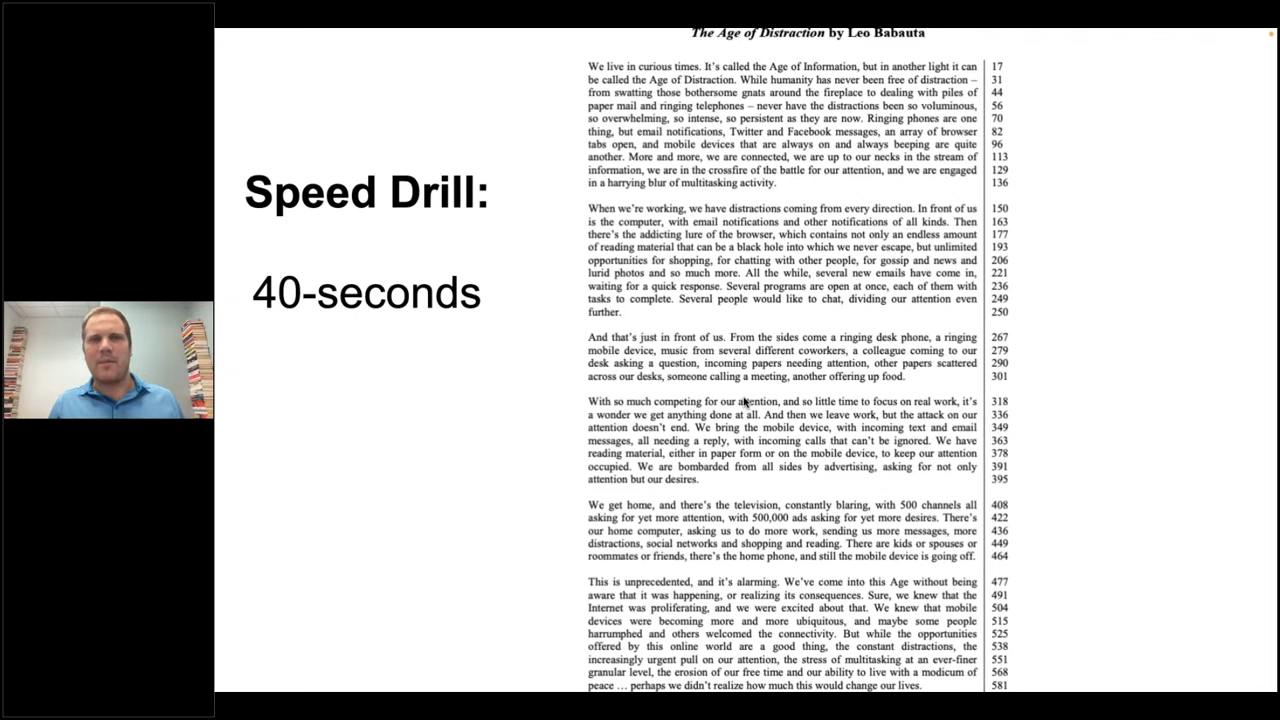 The Age of Distraction by Leo Babauta
Speed Drill:
40-seconds
We live in curious times. It's called the Age of Information, but in another light it can 17
be called the Age of Distraction. While humanity has never been free of distraction – 31
from swatting those bothersome gnats around the fireplace to dealing with piles of 44
paper mail and ringing telephones – never have the distractions been so voluminous, 56
so overwhelming, so intense, so persistent as they are now. Ringing phones are one 70
thing, but email notifications, Twitter and Facebook messages, an array of browser 82
tabs open, and mobile devices that are always on and always beeping are quite 96
another. More and more, we are connected, we are up to our necks in the stream of 113
information, we are in the crossfire of the battle for our attention, and we are engaged 129
in a harrying blur of multitasking activity. 136
When we're working, we have distractions coming from every direction. In front of us 150
is the computer, with email notifications and other notifications of all kinds. Then 163
there's the addicting lure of the browser, which contains not only an endless amount 177
of reading material that can be a black hole into which we never escape, but unlimited 193
opportunities for shopping, for chatting with other people, for gossip and news and 206
lurid photos and so much more. All the while, several new emails have come in, 221
waiting for a quick response. Several programs are open at once, each of them with 236
tasks to complete. Several people would like to chat, dividing our attention even 249
further. 250
And that's just in front of us. From the sides come a ringing desk phone, a ringing 267
mobile device, music from several different coworkers, a colleague coming to our 279
desk asking a question, incoming papers needing attention, other papers scattered 290
across our desks, someone calling a meeting, another offering up food. 301
With so much competing for our attention, and so little time to focus on real work, it's 318
a wonder we get anything done at all. And then we leave work, but the attack on our 336
attention doesn't end. We bring the mobile device, with incoming text and email 349
messages, all needing a reply, with incoming calls that can't be ignored. We have 363
reading material, either in paper form or on the mobile device, to keep our attention 378
occupied. We are bombarded from all sides by advertising, asking for not only 391
attention but our desires. 395
We get home, and there's the television, constantly blaring, with 500 channels all 408
asking for yet more attention, with 500,000 ads asking for yet more desires. There's 422
our home computer, asking us to do more work, sending us more messages, more 436
distractions, social networks and shopping and reading. There are kids or spouses or 449
roommates or friends, there's the home phone, and still the mobile device is going off. 464
This is unprecedented, and it's alarming. We've come into this Age without being 477
aware that it was happening, or realizing its consequences. Sure, we knew that the 491
Internet was proliferating, and we were excited about that. We knew that mobile 504
devices were becoming more and more ubiquitous, and maybe some people 515
harrumphed and others welcomed the connectivity. But while the opportunities 525
offered by this online world are a good thing, the constant distractions, the 538
increasingly urgent pull on our attention, the stress of multitasking at an ever-finer 551
granular level, the erosion of our free time and our ability to live with a modicum of 568
peace … perhaps we didn't realize how much this would change our lives. 581